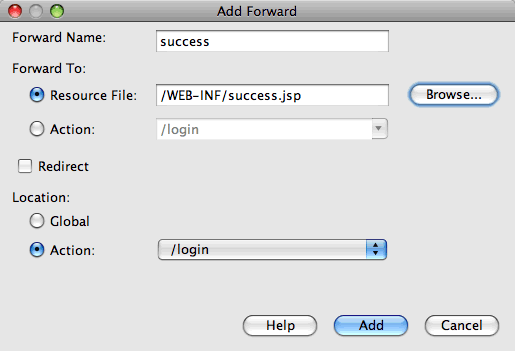 Add Forward
Forward Name: success
Forward To:
Resource File: /WEB-INF/success.jsp Browse...
Action: /login
Redirect
Location:
Global
Action: /login
Help Add Cancel